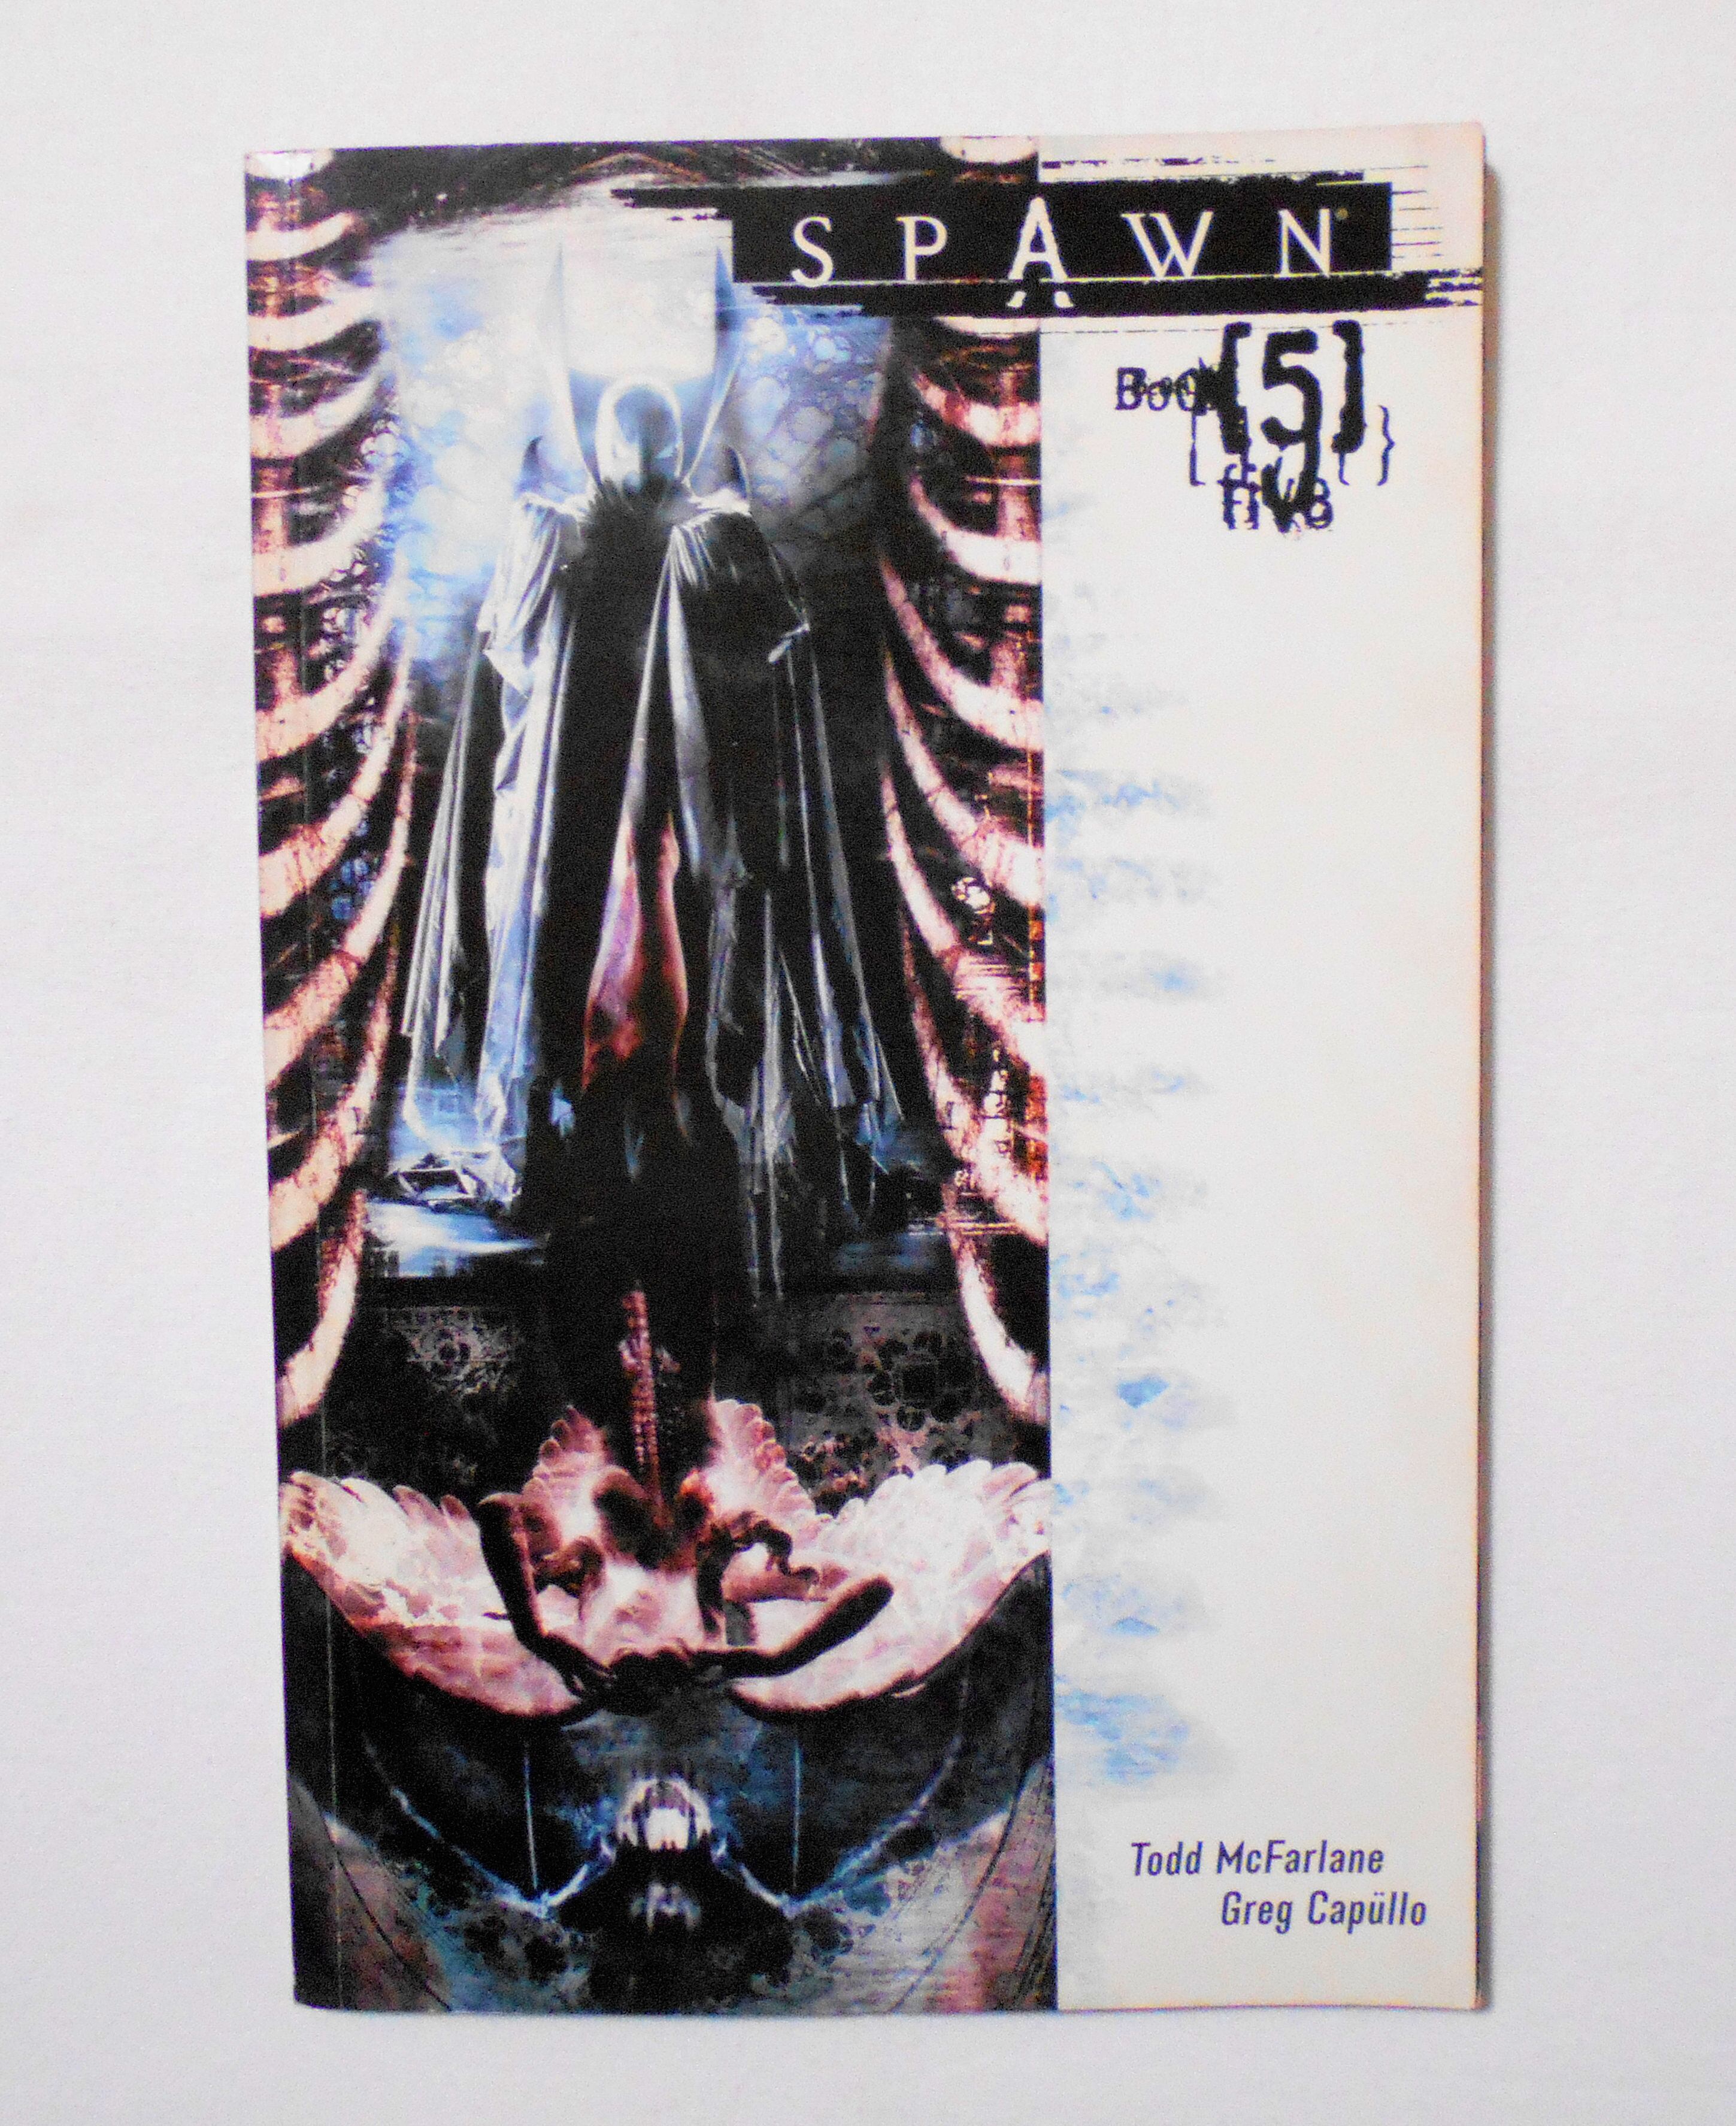 SPAWN
Book [5]
five
Todd McFarlane
Greg Capüllo